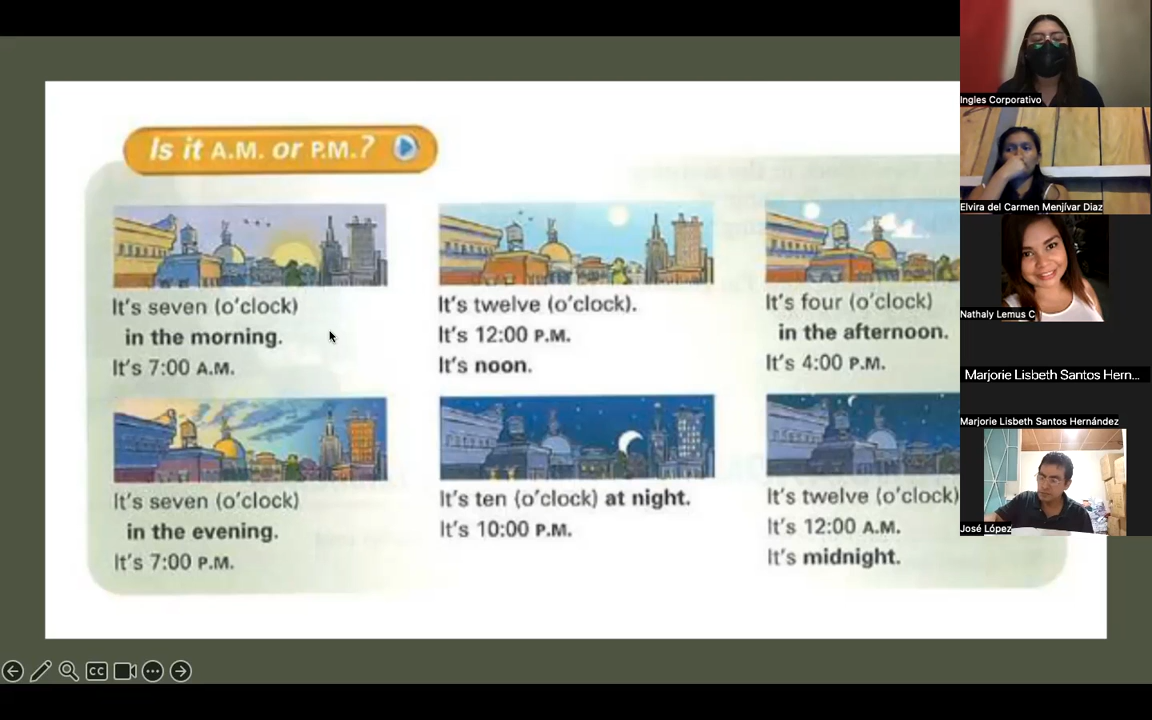 Is it A.M. or P.M.?
It's seven (o'clock)
in the morning.
It's 7:00 A.M.
It's twelve (o'clock).
It's 12:00 P.M.
It's noon.
It's four (o'clock)
in the afternoon.
It's 4:00 P.M.
It's seven (o'clock)
in the evening.
It's 7:00 P.M.
It's ten (o'clock) at night.
It's 10:00 P.M.
It's twelve (o'clock)
It's 12:00 A.M.
It's midnight.
Ingles Corporativo
Elvira del Carmen Menjívar Diaz
Nathaly Lemus C
Marjorie Lisbeth Santos Hern...
Marjorie Lisbeth Santos Hernández
José López
CC